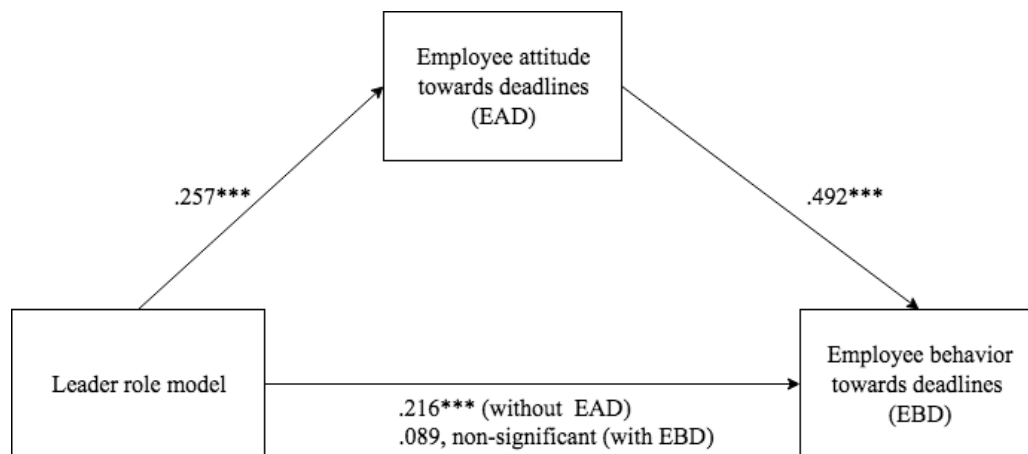 Employee attitude
towards deadlines
(EAD)
.257***
.492***
Leader role model
.216*** (without EAD)
.089, non-significant (with EBD)
Employee behavior
towards deadlines
(EBD)